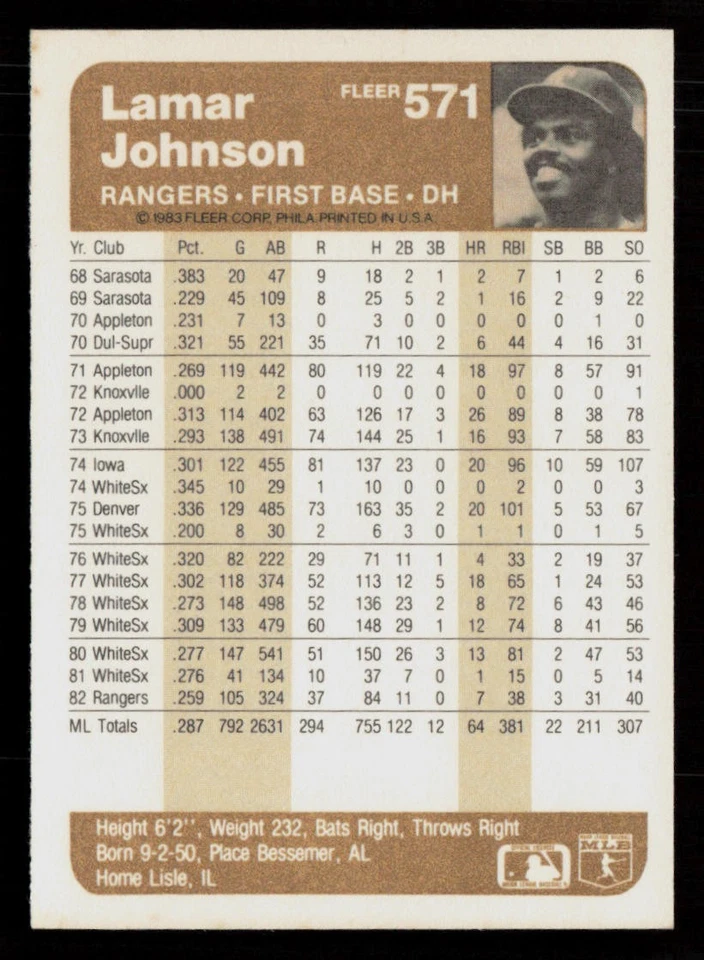 Lamar
Johnson
FLEER 571
RANGERS • FIRST BASE • DH
© 1983 FLEER CORP, PHILA. PRINTED IN U.S.A.
Yr. Club Pct. G AB R H 2B 3B HR RBI SB BB SO
68 Sarasota .383 20 47 9 18 2 1 2 7 1 2 6
69 Sarasota .229 45 109 8 25 5 2 1 16 2 9 22
70 Appleton .231 7 13 0 3 0 0 0 0 0 1 0
70 Dul-Supr .321 55 221 35 71 10 2 6 44 4 16 31
71 Appleton .269 119 442 80 119 22 4 18 97 8 57 91
72 Knoxvlle .000 2 2 0 0 0 0 0 0 0 0 1
72 Appleton .313 114 402 63 126 17 3 26 89 8 38 78
73 Knoxvlle .293 138 491 74 144 25 1 16 93 7 58 83
74 Iowa .301 122 455 81 137 23 0 20 96 10 59 107
74 WhiteSx .345 10 29 1 10 0 0 0 2 0 0 3
75 Denver .336 129 485 73 163 35 2 20 101 5 53 67
75 WhiteSx .200 8 30 2 6 3 0 1 1 0 1 5
76 WhiteSx .320 82 222 29 71 11 1 4 33 2 19 37
77 WhiteSx .302 118 374 52 113 12 5 18 65 1 24 53
78 WhiteSx .273 148 498 52 136 23 2 8 72 6 43 46
79 WhiteSx .309 133 479 60 148 29 1 12 74 8 41 56
80 WhiteSx .277 147 541 51 150 26 3 13 81 2 47 53
81 WhiteSx .276 41 134 10 37 7 0 1 15 0 5 14
82 Rangers .259 105 324 37 84 11 0 7 38 3 31 40
ML Totals .287 792 2631 294 755 122 12 64 381 22 211 307
Height 6'2'', Weight 232, Bats Right, Throws Right
Born 9-2-50, Place Bessemer, AL
Home Lisle, IL
MLB